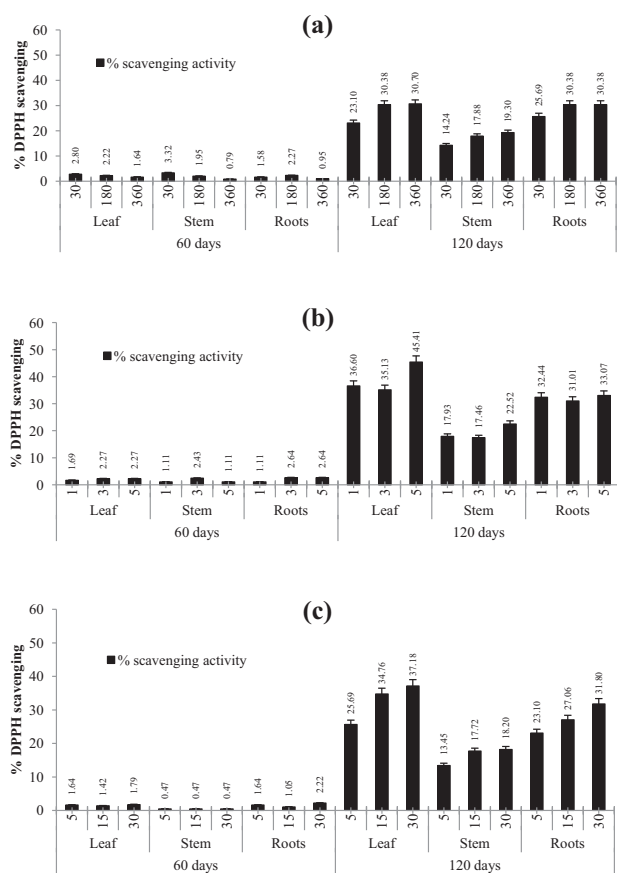 (a)
% DPPH scavenging
60
50
40
30
20
10
0
% scavenging activity
2.80 2.22 1.64 3.32 1.95 0.79 1.58 2.27 0.95 23.10 30.38 30.70 14.24 17.88 19.30 25.69 30.38 30.38
30 180 360 30 180 360 30 180 360 30 180 360 30 180 360 30 180 360
Leaf Stem Roots Leaf Stem Roots
60 days 120 days
(b)
% DPPH scavenging
60
50
40
30
20
10
0
% scavenging activity
1.69 2.27 2.27 1.11 2.43 1.11 1.11 2.64 2.64 36.60 35.13 45.41 17.93 17.46 22.52 32.44 31.01 33.07
1 3 5 1 3 5 1 3 5 1 3 5 1 3 5 1 3 5
Leaf Stem Roots Leaf Stem Roots
60 days 120 days
(c)
% DPPH scavenging
60
50
40
30
20
10
0
% scavenging activity
1.64 1.42 1.79 0.47 0.47 0.47 1.64 1.05 2.22 25.69 34.76 37.18 13.45 17.72 18.20 23.10 27.06 31.80
5 15 30 5 15 30 5 15 30 5 15 30 5 15 30 5 15 30
Leaf Stem Roots Leaf Stem Roots
60 days 120 days